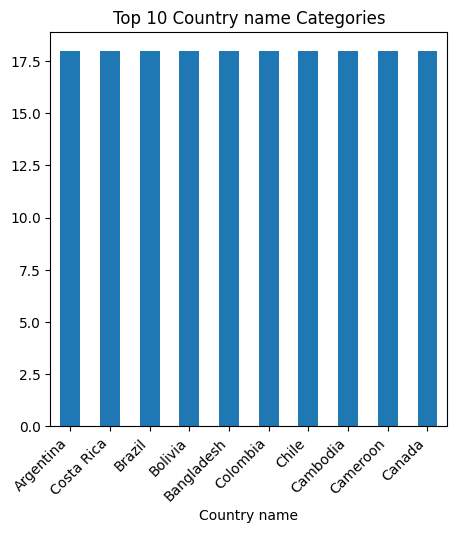 Top 10 Country name Categories
17.5
15.0
12.5
10.0
7.5
5.0
2.5
0.0
Argentina
Costa Rica
Brazil
Bolivia
Bangladesh
Colombia
Chile
Cambodia
Cameroon
Canada
Country name